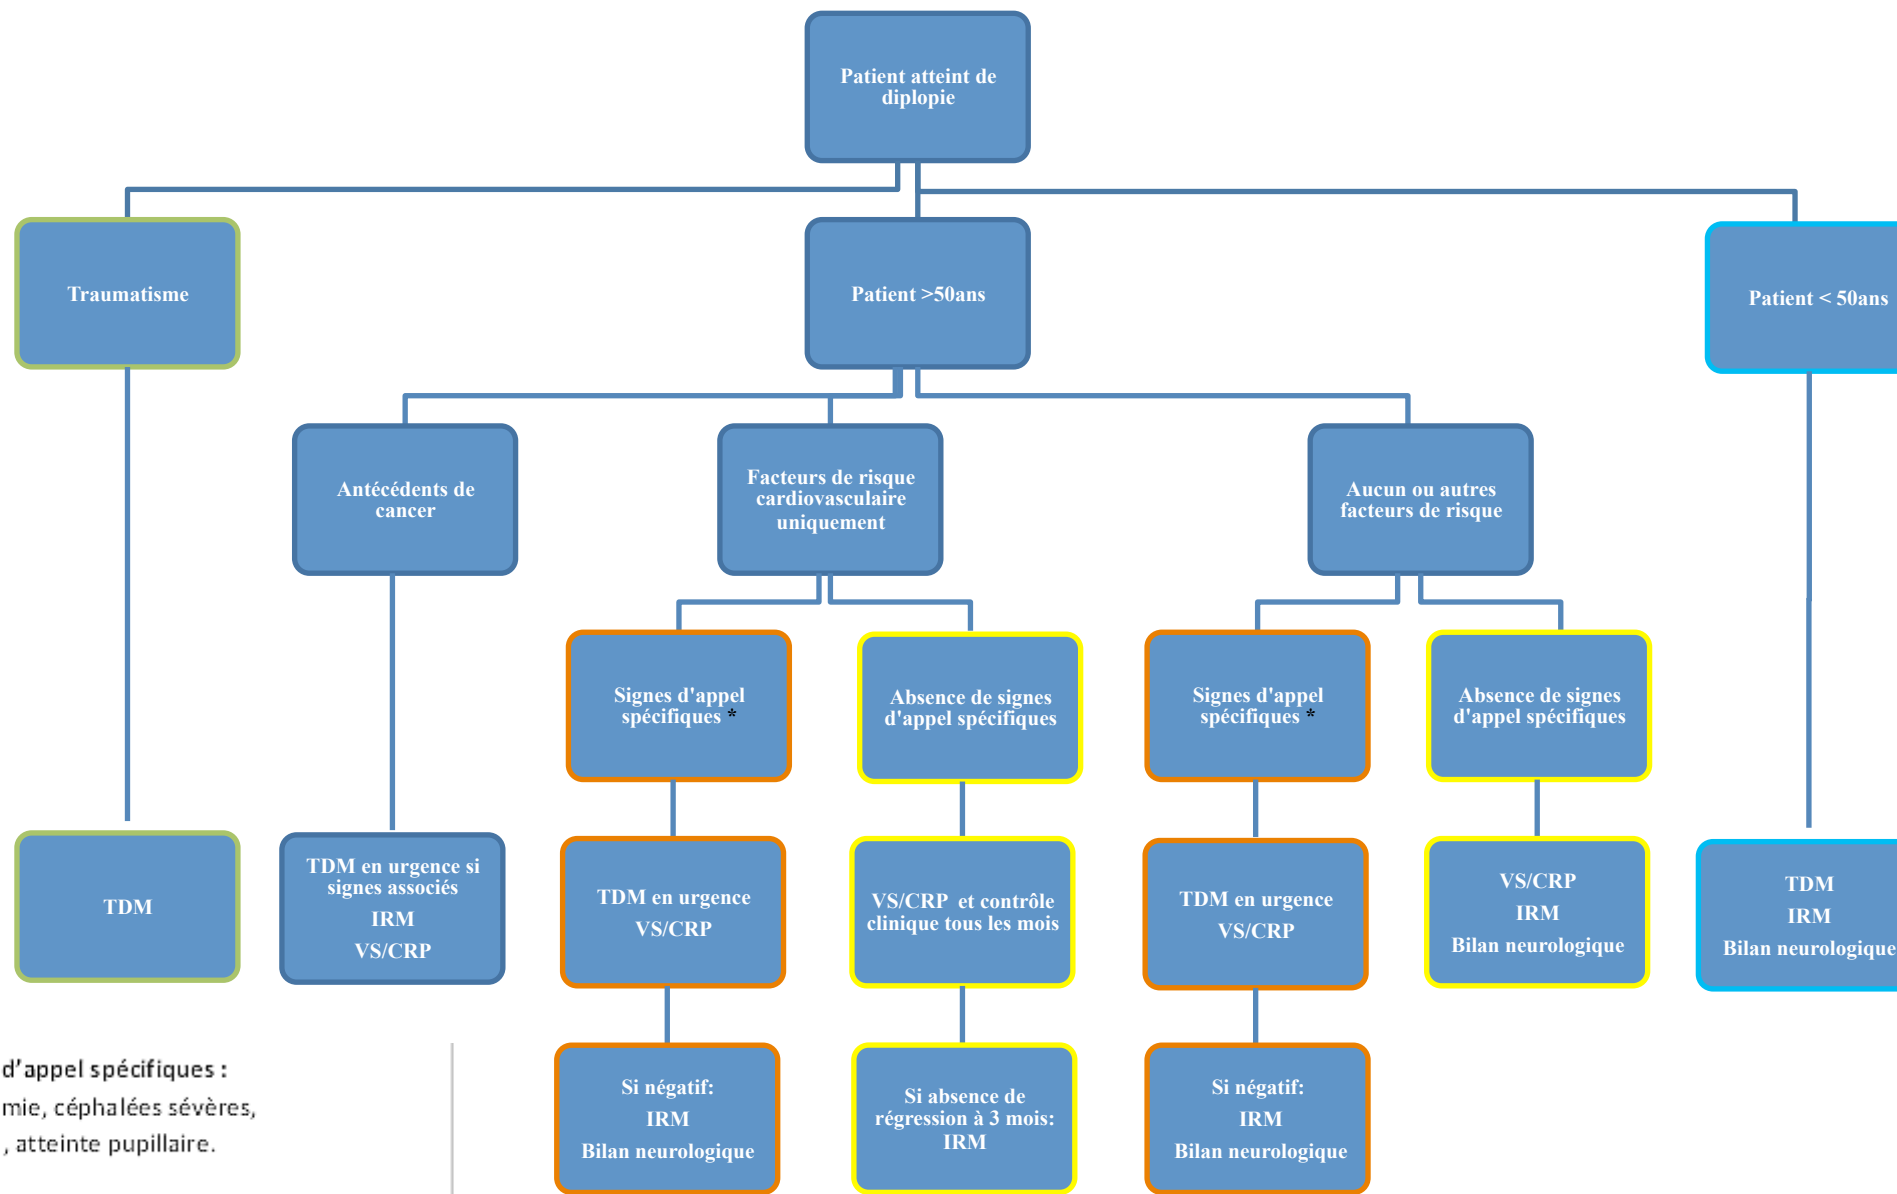 Patient atteint de
diplopie
Traumatisme
Patient >50ans
Patient < 50ans
Antécédents de
cancer
Facteurs de risque
cardiovasculaire
uniquement
Aucun ou autres
facteurs de risque
Signes d'appel
spécifiques *
Absence de signes
d'appel spécifiques
Signes d'appel
spécifiques *
Absence de signes
d'appel spécifiques
TDM
TDM en urgence si
signes associés
IRM
VS/CRP
TDM en urgence
VS/CRP
VS/CRP et contrôle
clinique tous les mois
TDM en urgence
VS/CRP
VS/CRP
IRM
Bilan neurologique
TDM
IRM
Bilan neurologique
Si négatif:
IRM
Bilan neurologique
Si absence de
régression à 3 mois:
IRM
Si négatif:
IRM
Bilan neurologique
d'appel spécifiques :
mie, céphalées sévères,
, atteinte pupillaire.